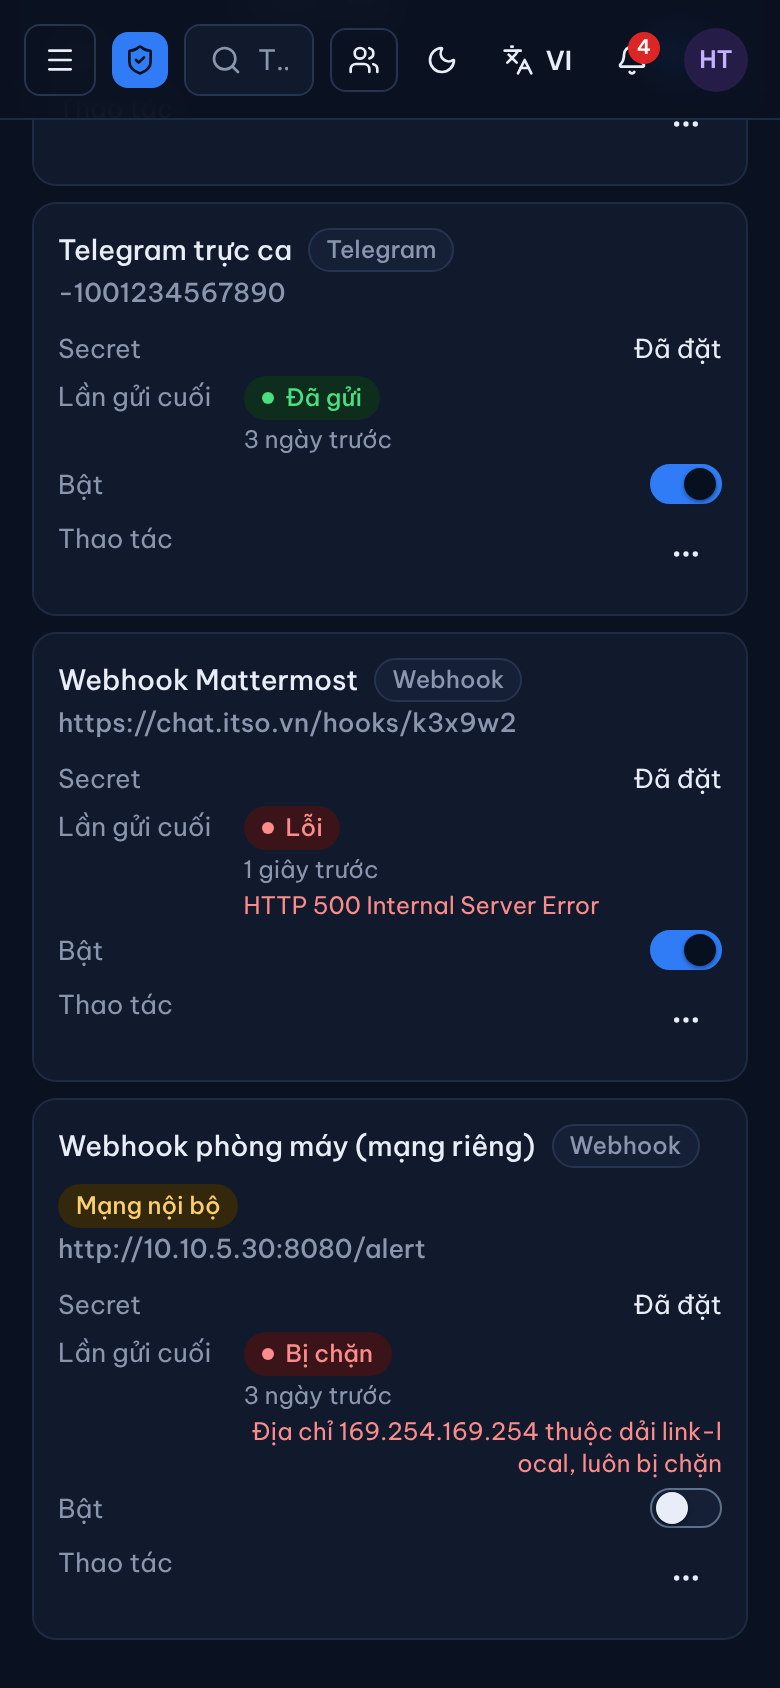 T..
VI
4
HT
Thao tác
Telegram trực ca
Telegram
-1001234567890
Secret
Đã đặt
Lần gửi cuối
Đã gửi
3 ngày trước
Bật
Thao tác
Webhook Mattermost
Webhook
https://chat.itso.vn/hooks/k3x9w2
Secret
Đã đặt
Lần gửi cuối
Lỗi
1 giây trước
HTTP 500 Internal Server Error
Bật
Thao tác
Webhook phòng máy (mạng riêng)
Webhook
Mạng nội bộ
http://10.10.5.30:8080/alert
Secret
Đã đặt
Lần gửi cuối
Bị chặn
3 ngày trước
Địa chỉ 169.254.169.254 thuộc dải link-l
ocal, luôn bị chặn
Bật
Thao tác